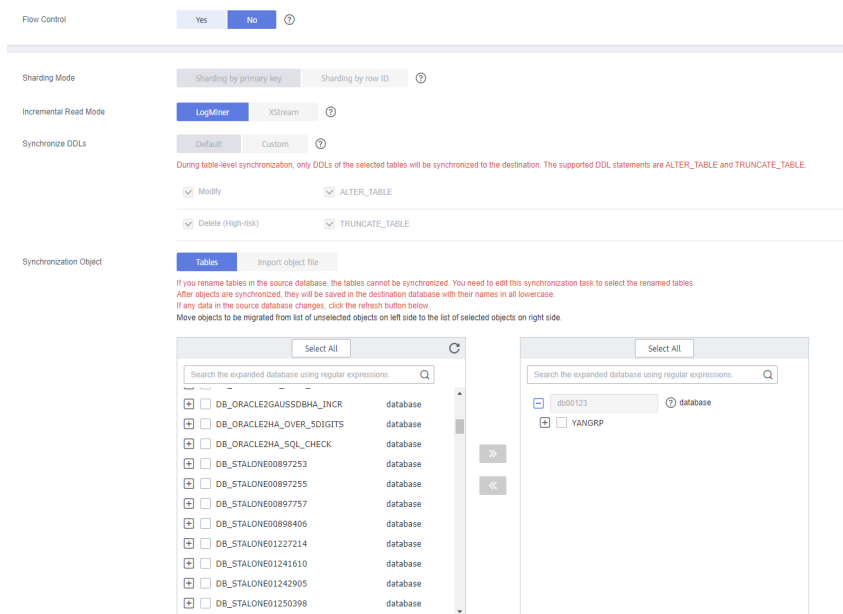 Flow Control Yes No
Sharding Mode Sharding by primary key Sharding by row ID
Incremental Read Mode LogMiner XStream
Synchronize DDLs Default Custom
During table-level synchronization, only DDLs of the selected tables will be synchronized to the destination. The supported DDL statements are ALTER_TABLE and TRUNCATE_TABLE.
Modify ALTER_TABLE
Delete (High-risk) TRUNCATE_TABLE
Synchronization Object Tables Import object file
If you rename tables in the source database, the tables cannot be synchronized. You need to edit this synchronization task to select the renamed tables.
After objects are synchronized, they will be saved in the destination database with their names in all lowercase.
If any data in the source database changes, click the refresh button below.
Move objects to be migrated from list of unselected objects on left side to the list of selected objects on right side.
Select All
Search the expanded database using regular expressions.
DB_ORACLE2GAUSSDBHA_INCR database
DB_ORACLE2HA_OVER_5DIGITS database
DB_ORACLE2HA_SQL_CHECK database
DB_STALONE00897253 database
DB_STALONE00897255 database
DB_STALONE00897757 database
DB_STALONE00898406 database
DB_STALONE01227214 database
DB_STALONE01241610 database
DB_STALONE01242905 database
DB_STALONE01250398 database
Select All
Search the expanded database using regular expressions.
db00123 database
YANGRP